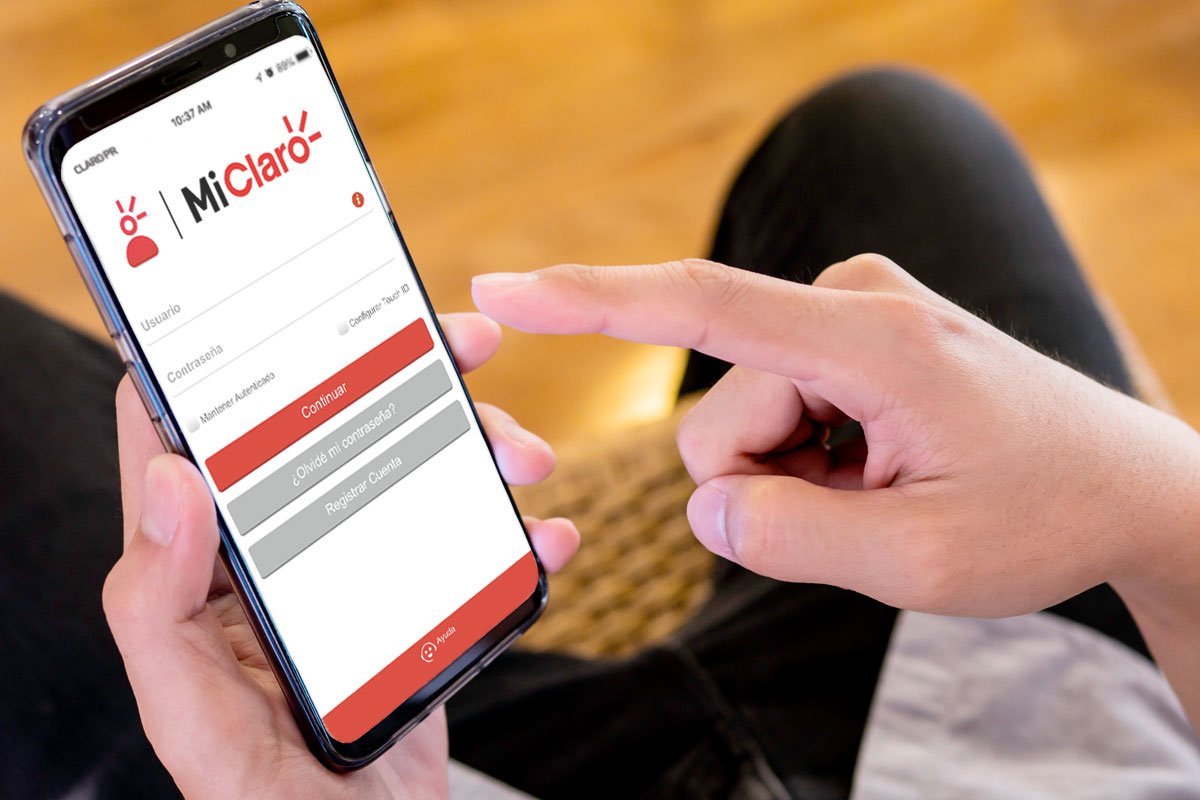 CLARO PR
10:37 AM
89%
MiClaro
Usuario
Contraseña
Mantener Autenticado
Configurar Touch ID
Continuar
¿Olvidé mi contraseña?
Registrar Cuenta
Ayuda